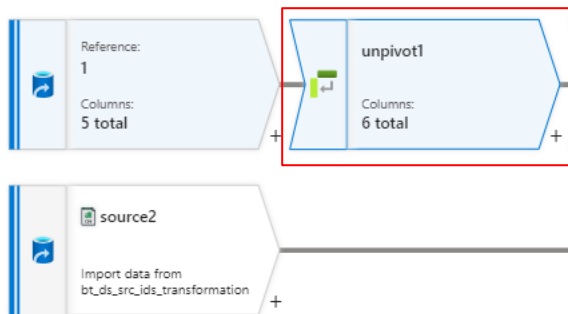 Reference:
1
Columns:
5 total
+
unpivot1
Columns:
6 total
+
source2
Import data from
bt_ds_src_ids_transformation
+